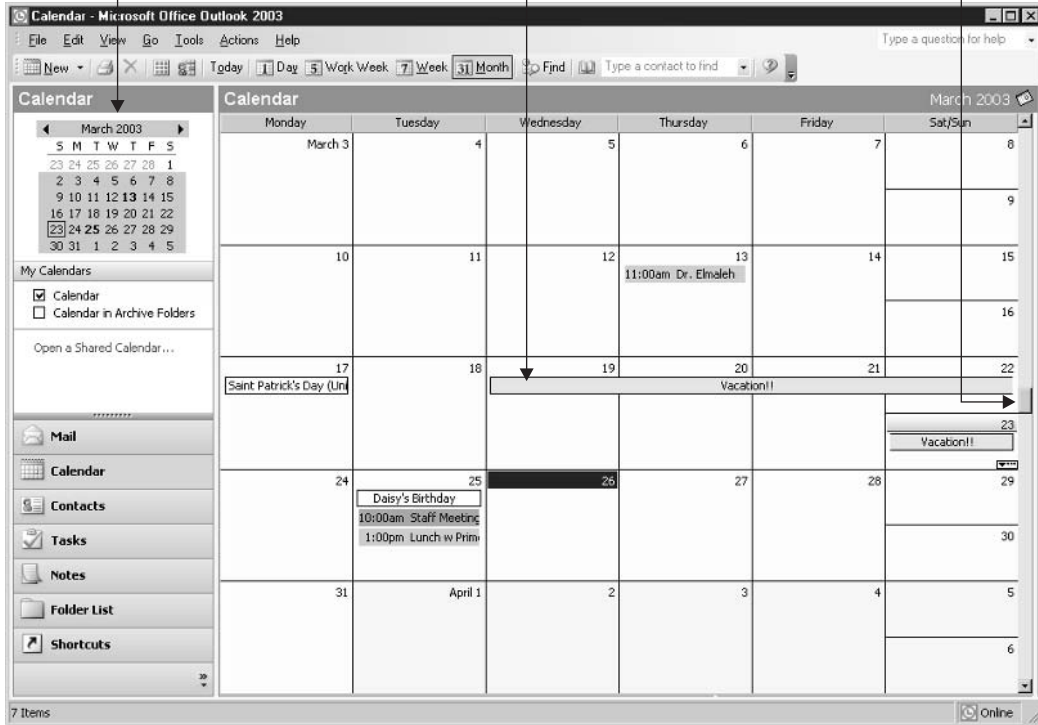 Calendar - Microsoft Office Outlook 2003
File Edit View Go Tools Actions Help
Type a question for help
New Today 1 Day 5 Work Week 7 Week 31 Month Find Type a contact to find
Calendar
March 2003
S M T W T F S
23 24 25 26 27 28 1
2 3 4 5 6 7 8
9 10 11 12 13 14 15
16 17 18 19 20 21 22
23 24 25 26 27 28 29
30 31 1 2 3 4 5
My Calendars
Calendar
Calendar in Archive Folders
Open a Shared Calendar...
Mail
Calendar
Contacts
Tasks
Notes
Folder List
Shortcuts
Calendar March 2003
Monday Tuesday Wednesday Thursday Friday Sat/Sun
March 3 4 5 6 7 8
9
10 11 12 13 14 15
11:00am Dr. Elmaleh
16
17 18 19 20 21 22
Saint Patrick's Day (Uni Vacation!!
23
Vacation!!
24 25 26 27 28 29
Daisy's Birthday
10:00am Staff Meeting
1:00pm Lunch w Prim
30
31 April 1 2 3 4 5
6
7 Items Online